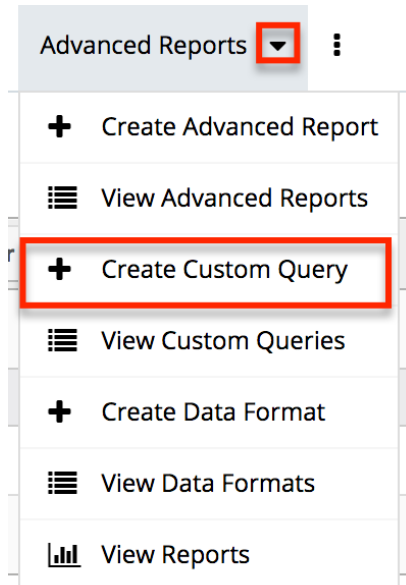 Advanced Reports
Create Advanced Report
View Advanced Reports
r
Create Custom Query
View Custom Queries
Create Data Format
View Data Formats
View Reports